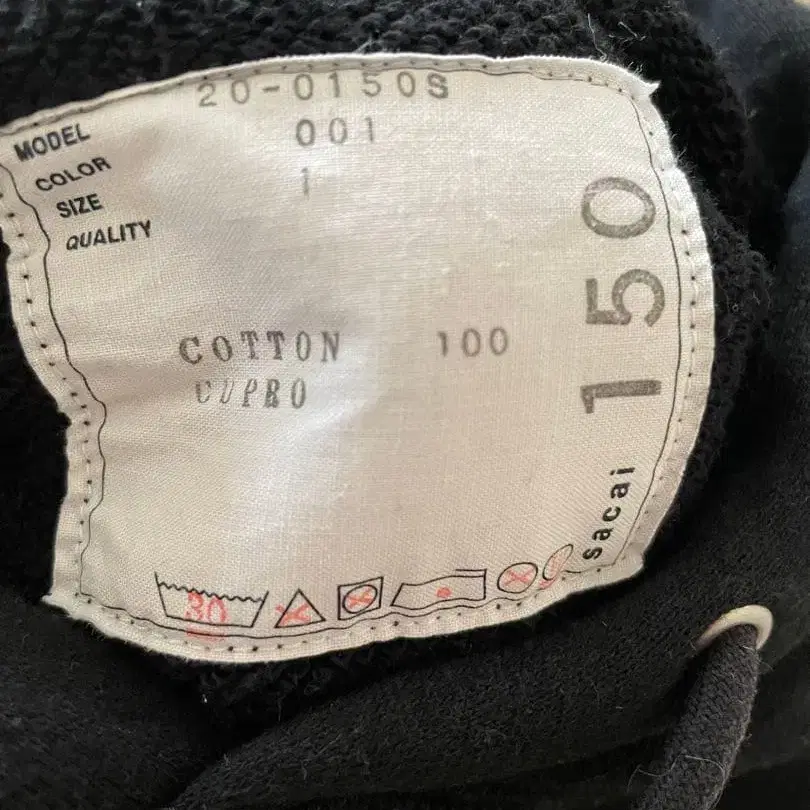 20-0150S
MODEL 001
COLOR 1
SIZE
QUALITY
COTTON 100
CUPRO
150
sacai
30